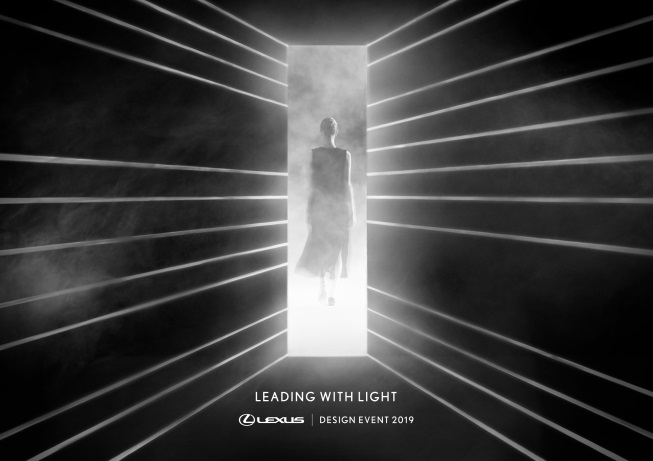 LEADING WITH LIGHT
LEXUS | DESIGN EVENT 2019